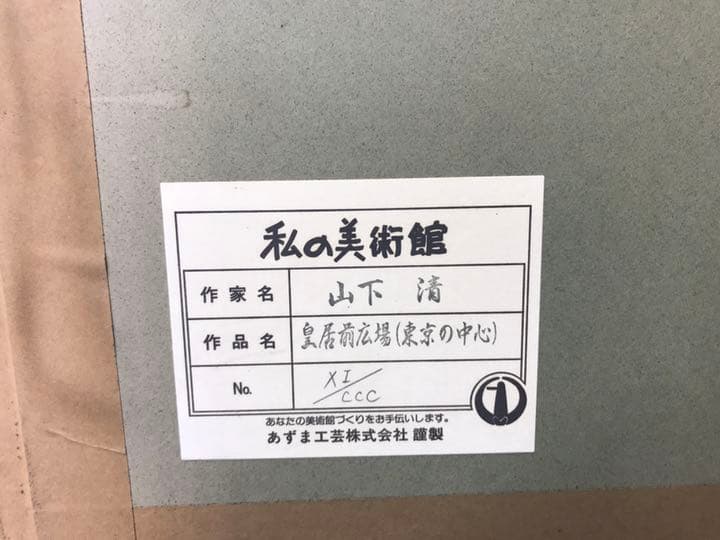 私の美術館
作家名 山下 清
作品名 皇居前広場(東京の中心)
No. XI/CCC
あなたの美術館づくりをお手伝いします。
あずま工芸株式会社 謹製